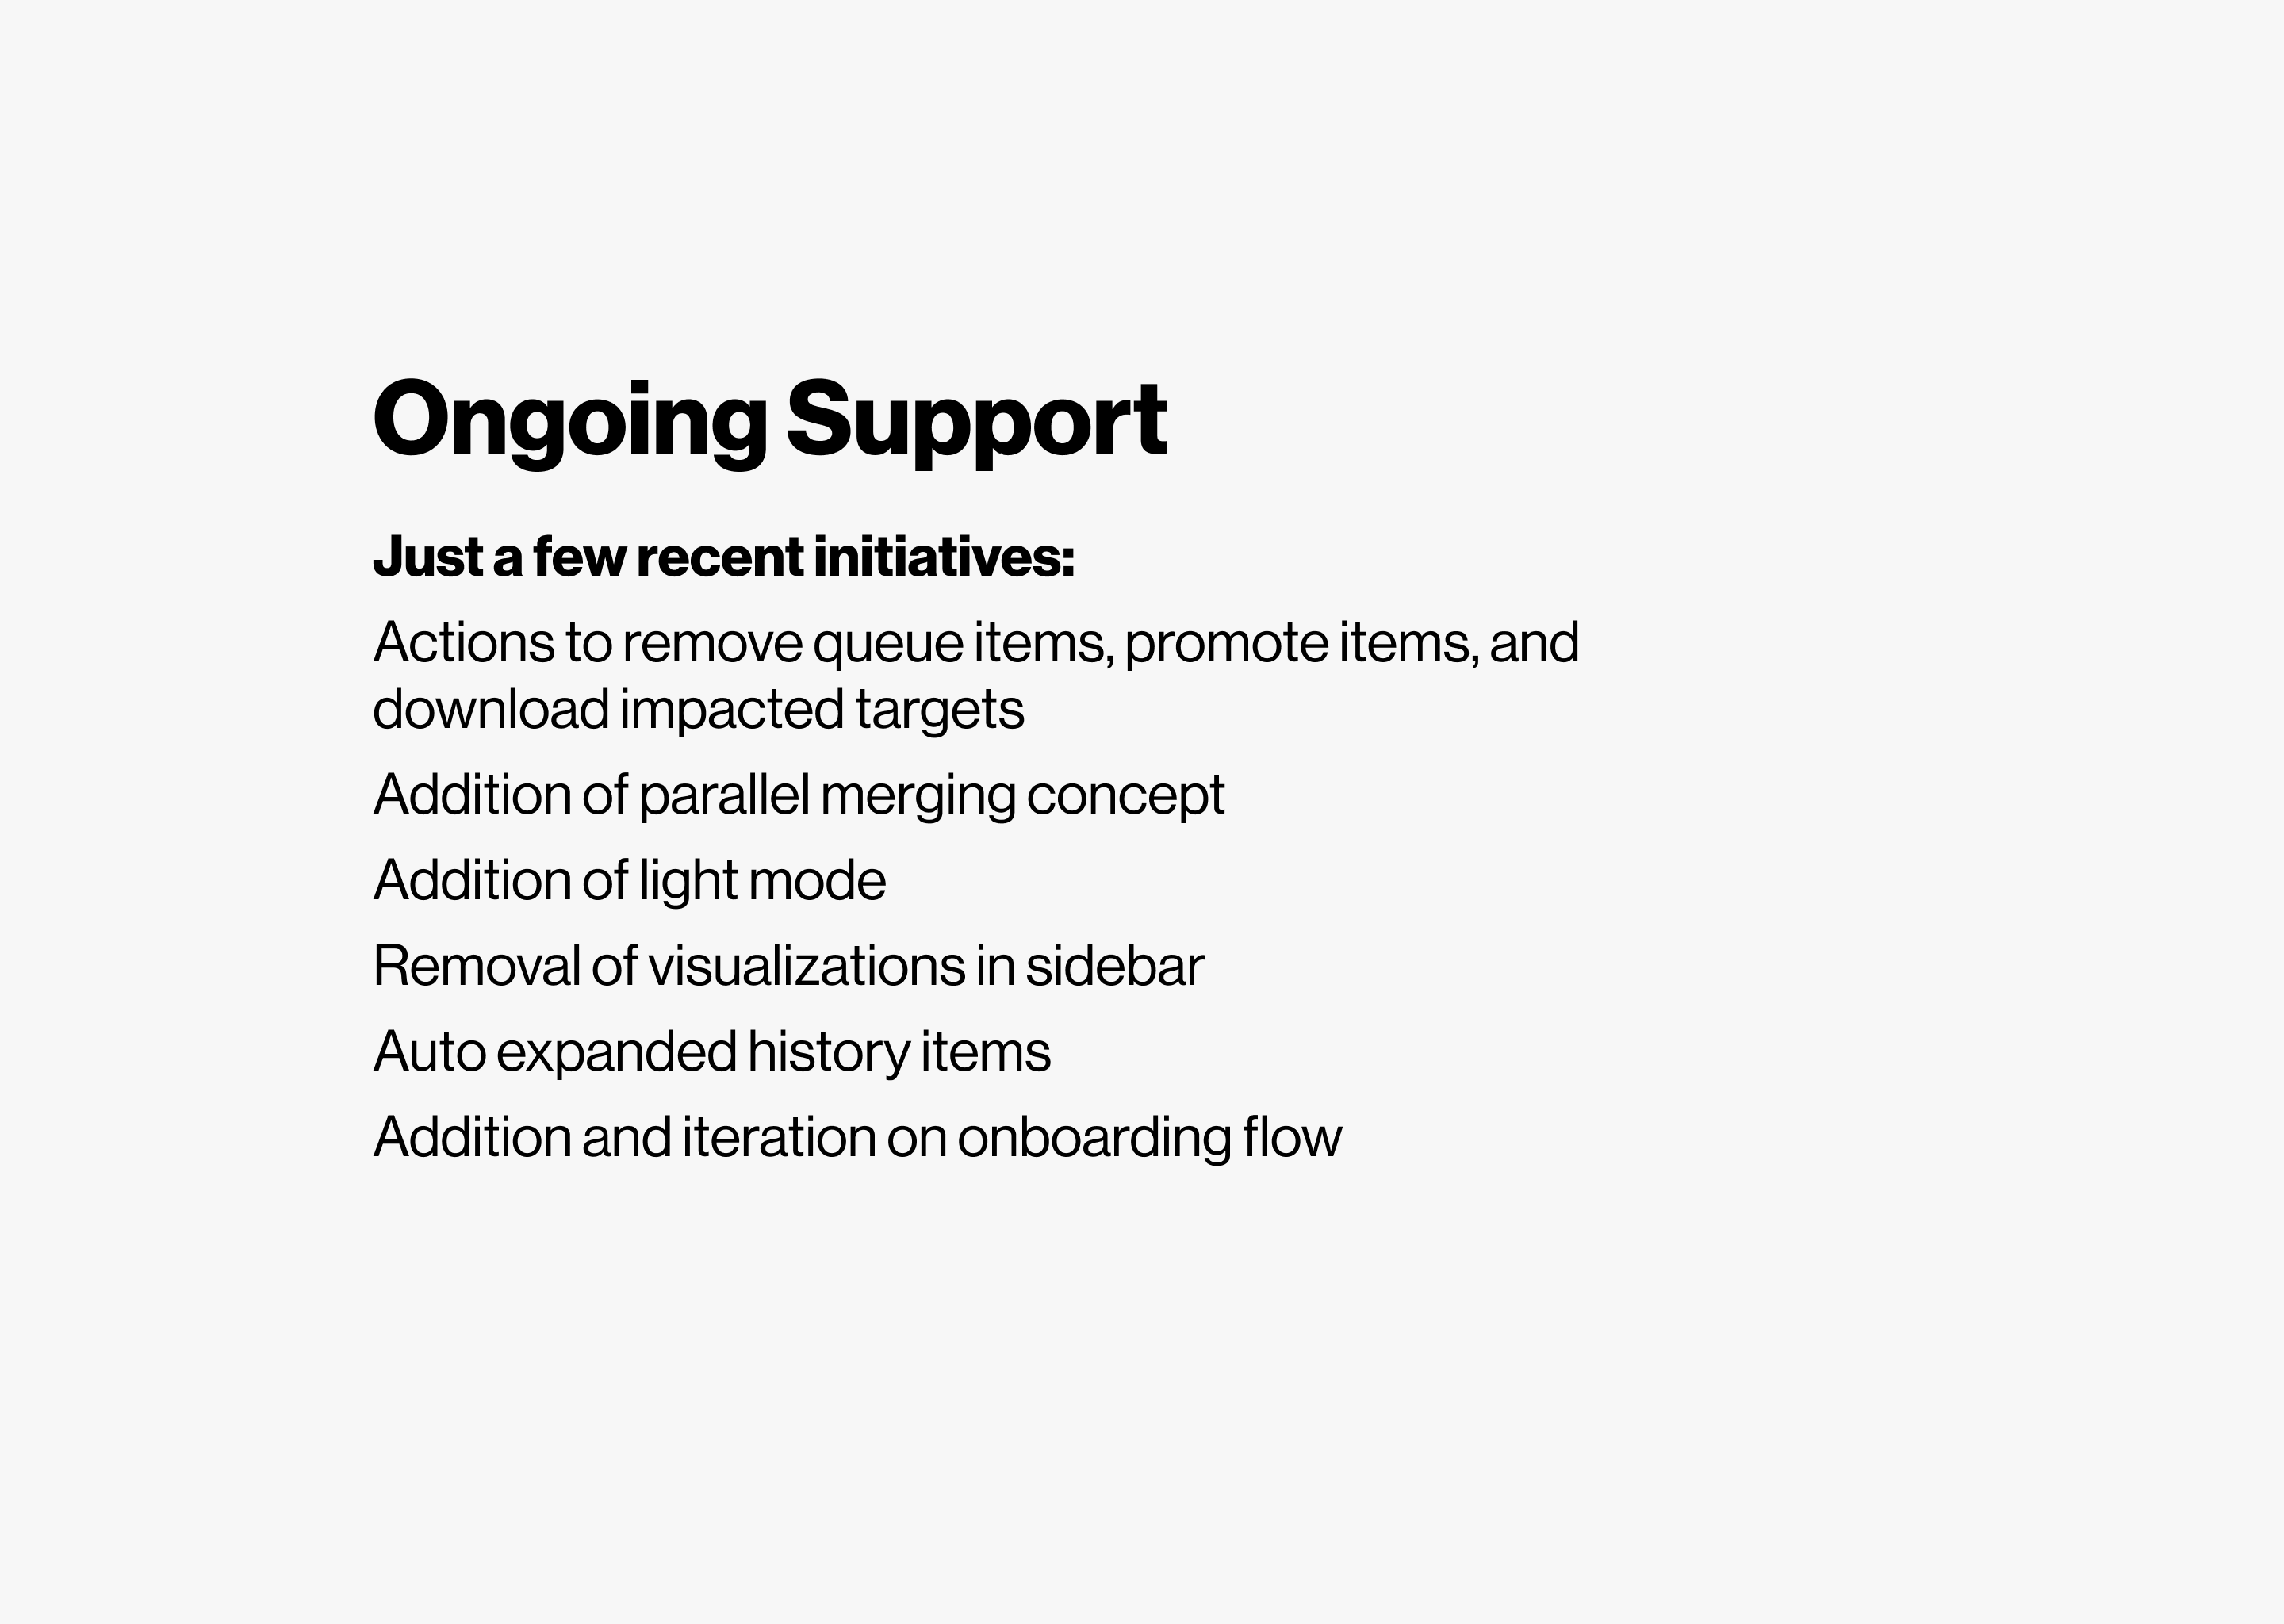 Ongoing Support
Just a few recent initiatives:
Actions to remove queue items, promote items, and
download impacted targets
Addition of parallel merging concept
Addition of light mode
Removal of visualizations in sidebar
Auto expanded history items
Addition and iteration on onboarding flow